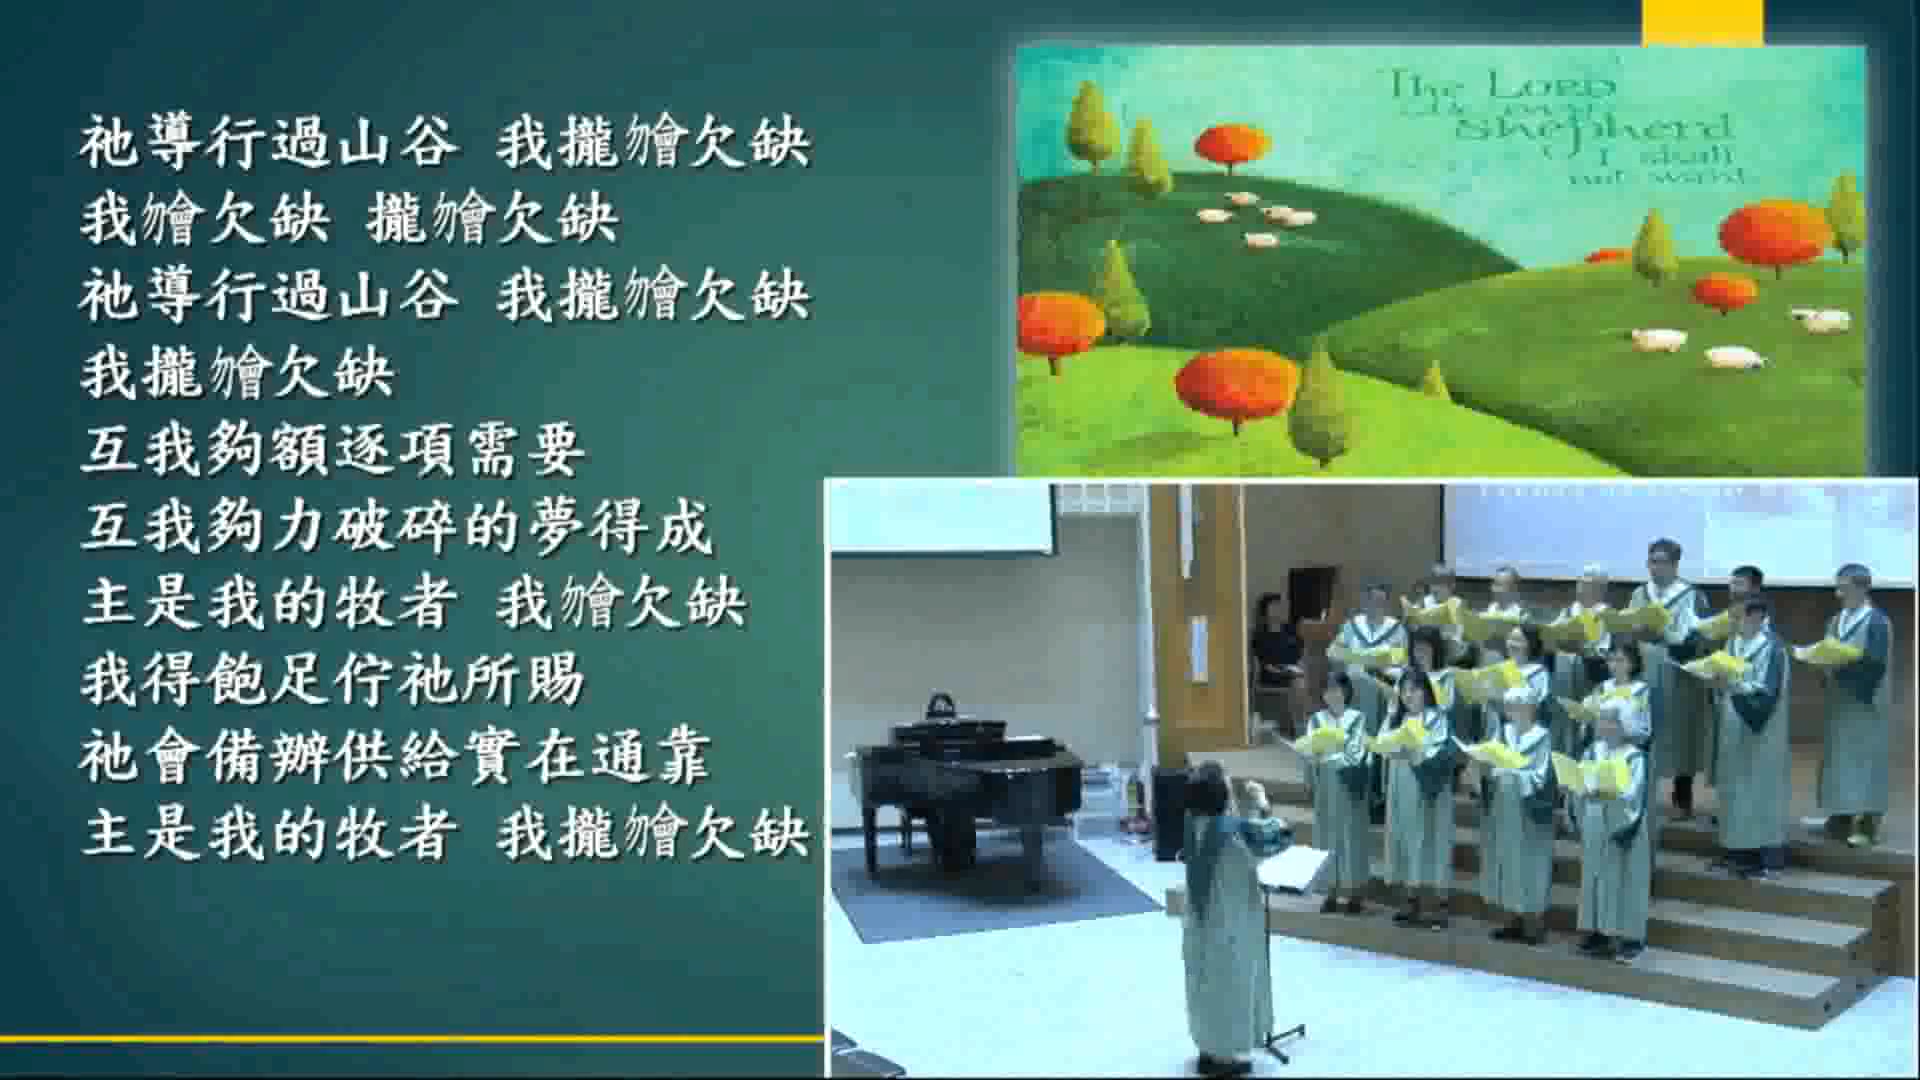 祂導行過山谷 我攏𣍐欠缺
我𣍐欠缺 攏𣍐欠缺
祂導行過山谷 我攏𣍐欠缺
我攏𣍐欠缺
互我夠額逐項需要
互我夠力破碎的夢得成
主是我的牧者 我𣍐欠缺
我得飽足佇祂所賜
祂會備辦供給實在通靠
主是我的牧者 我攏𣍐欠缺
The LORD
is my
shepherd
I shall
not want